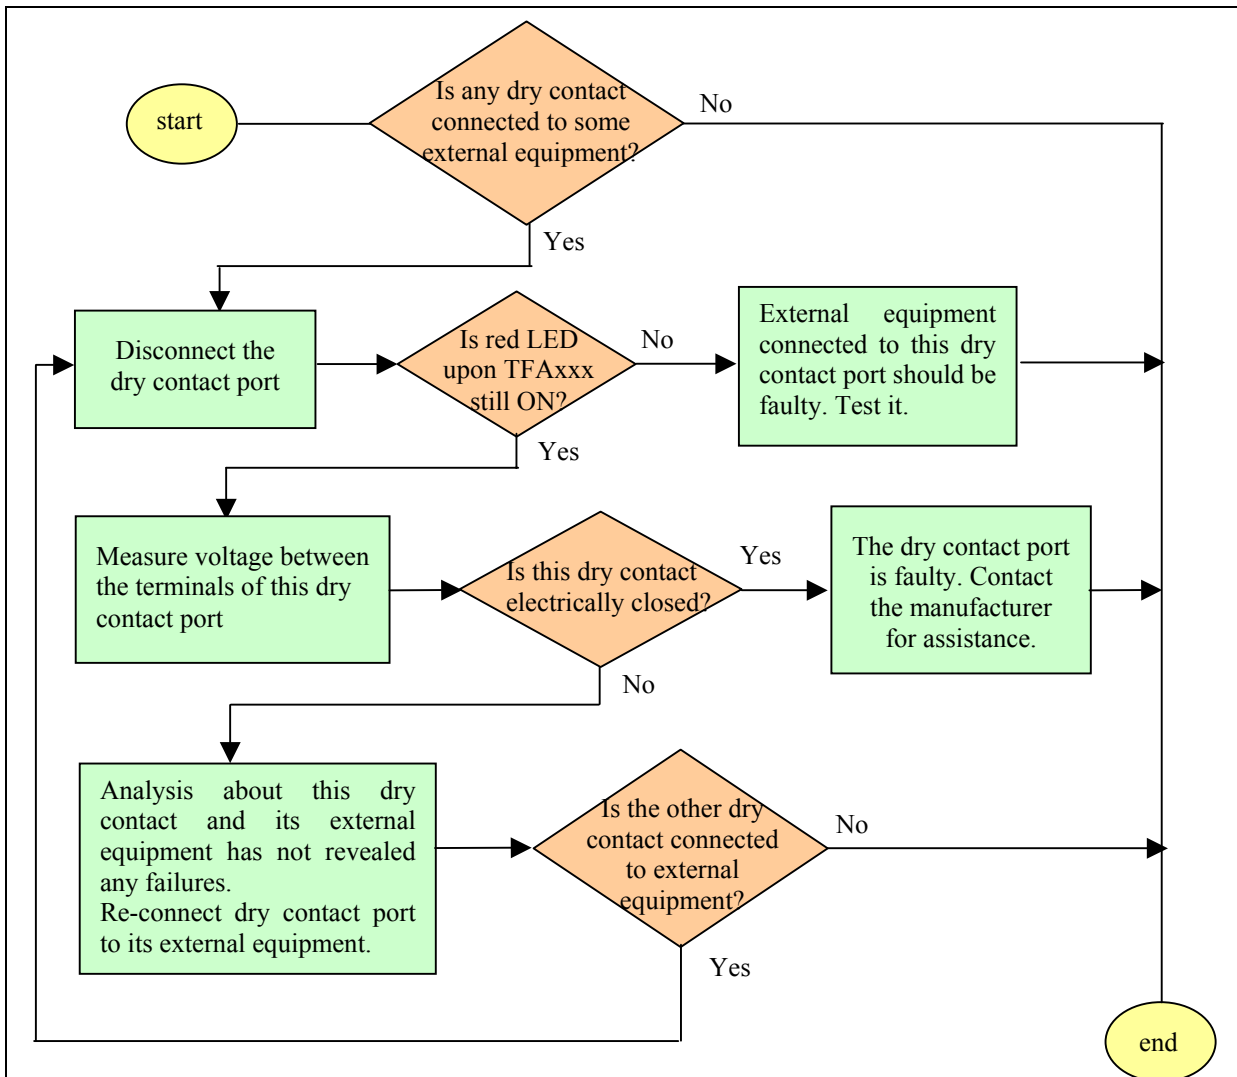 start
Is any dry contact
connected to some
external equipment?
No
Yes
Disconnect the
dry contact port
Is red LED
upon TFAxxx
still ON?
No
External equipment
connected to this dry
contact port should be
faulty. Test it.
Yes
Measure voltage between
the terminals of this dry
contact port
Is this dry contact
electrically closed?
Yes
The dry contact port
is faulty. Contact
the manufacturer
for assistance.
No
Analysis about this dry
contact and its external
equipment has not revealed
any failures.
Re-connect dry contact port
to its external equipment.
Is the other dry
contact connected
to external
equipment?
No
Yes
end